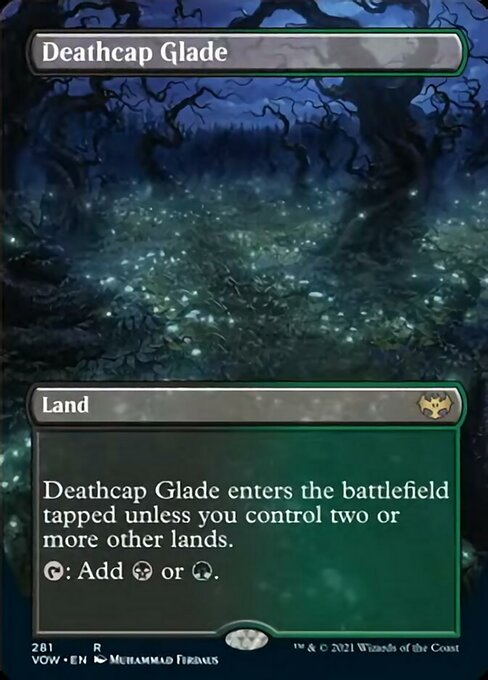 Deathcap Glade
Land
Deathcap Glade enters the battlefield
tapped unless you control two or
more other lands.
: Add or .
281 R
VOW • EN Muhammad Firdaus
™ & © 2021 Wizards of the Coast